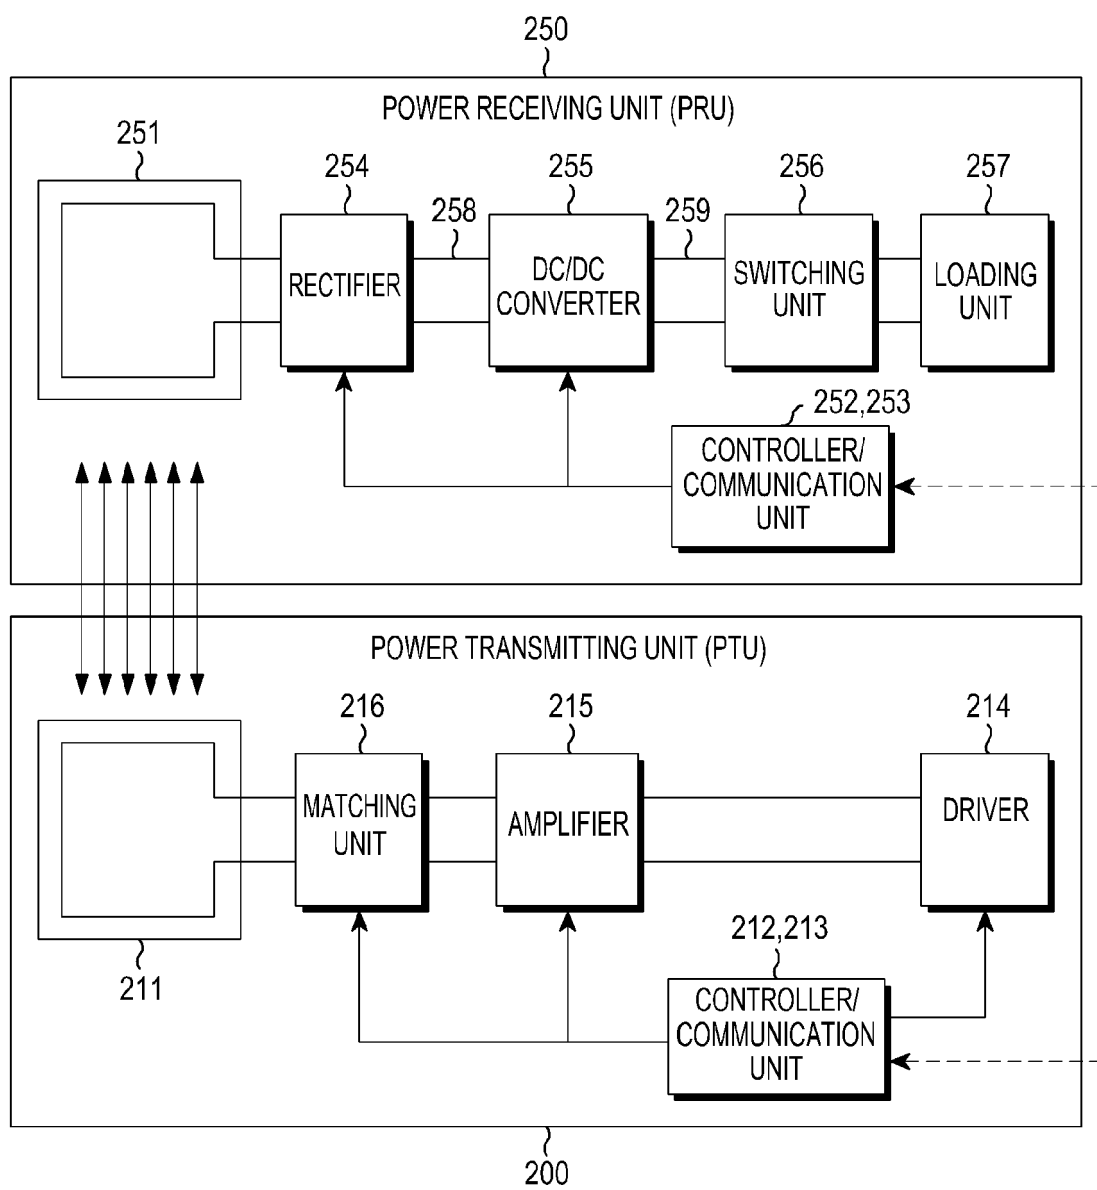 250
POWER RECEIVING UNIT (PRU)
251
254
258
255
259
256
257
RECTIFIER
DC/DC
CONVERTER
SWITCHING
UNIT
LOADING
UNIT
252,253
CONTROLLER/
COMMUNICATION
UNIT
POWER TRANSMITTING UNIT (PTU)
216
215
214
MATCHING
UNIT
AMPLIFIER
DRIVER
211
212,213
CONTROLLER/
COMMUNICATION
UNIT
200